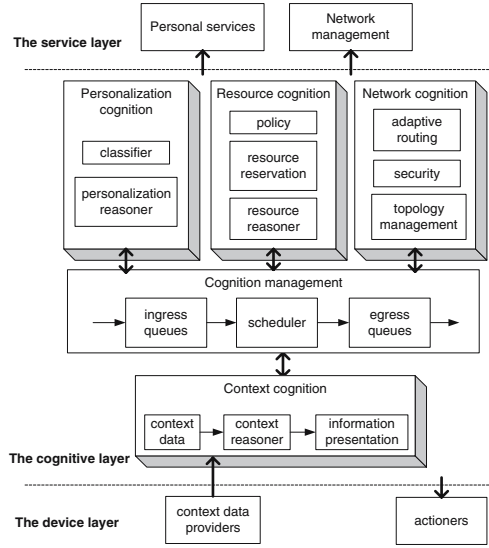 Personal services
Network
management
The service layer
Personalization
cognition
classifier
personalization
reasoner
Resource cognition
policy
resource
reservation
resource
reasoner
Network cognition
adaptive
routing
security
topology
management
Cognition management
ingress
queues
scheduler
egress
queues
Context cognition
context
data
context
reasoner
information
presentation
The cognitive layer
The device layer
context data
providers
actioners